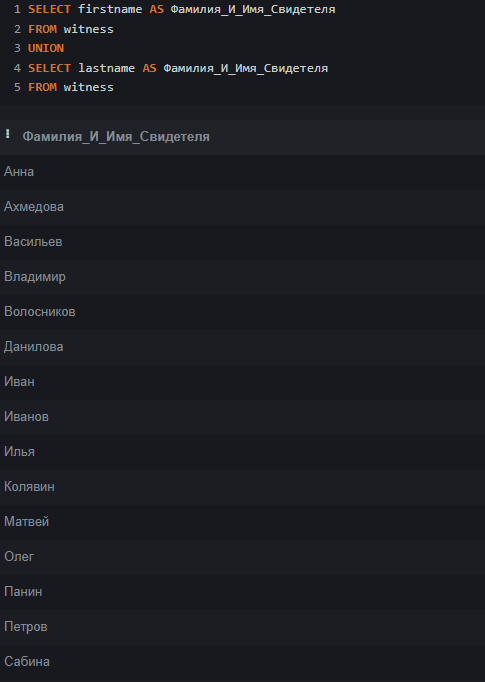 1 SELECT firstname AS Фамилия_И_Имя_Свидетеля
2 FROM witness
3 UNION
4 SELECT lastname AS Фамилия_И_Имя_Свидетеля
5 FROM witness
Фамилия_И_Имя_Свидетеля
Анна
Ахмедова
Васильев
Владимир
Волосников
Данилова
Иван
Иванов
Илья
Колявин
Матвей
Олег
Панин
Петров
Сабина